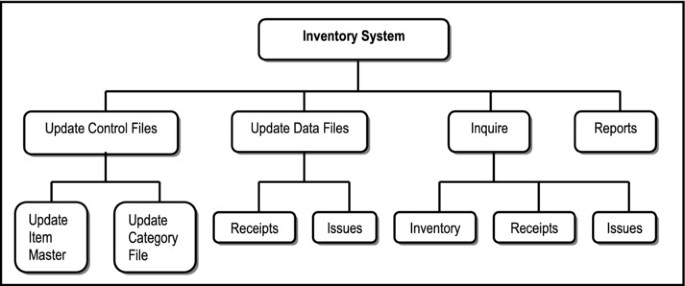 Inventory System
Update Control Files
Update Data Files
Inquire
Reports
Update
Item
Master
Update
Category
File
Receipts
Issues
Inventory
Receipts
Issues